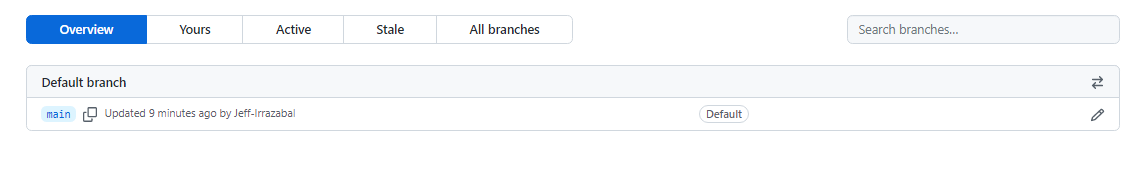 Overview Yours Active Stale All branches Search branches...
Default branch
main Updated 9 minutes ago by Jeff-Irrazabal Default